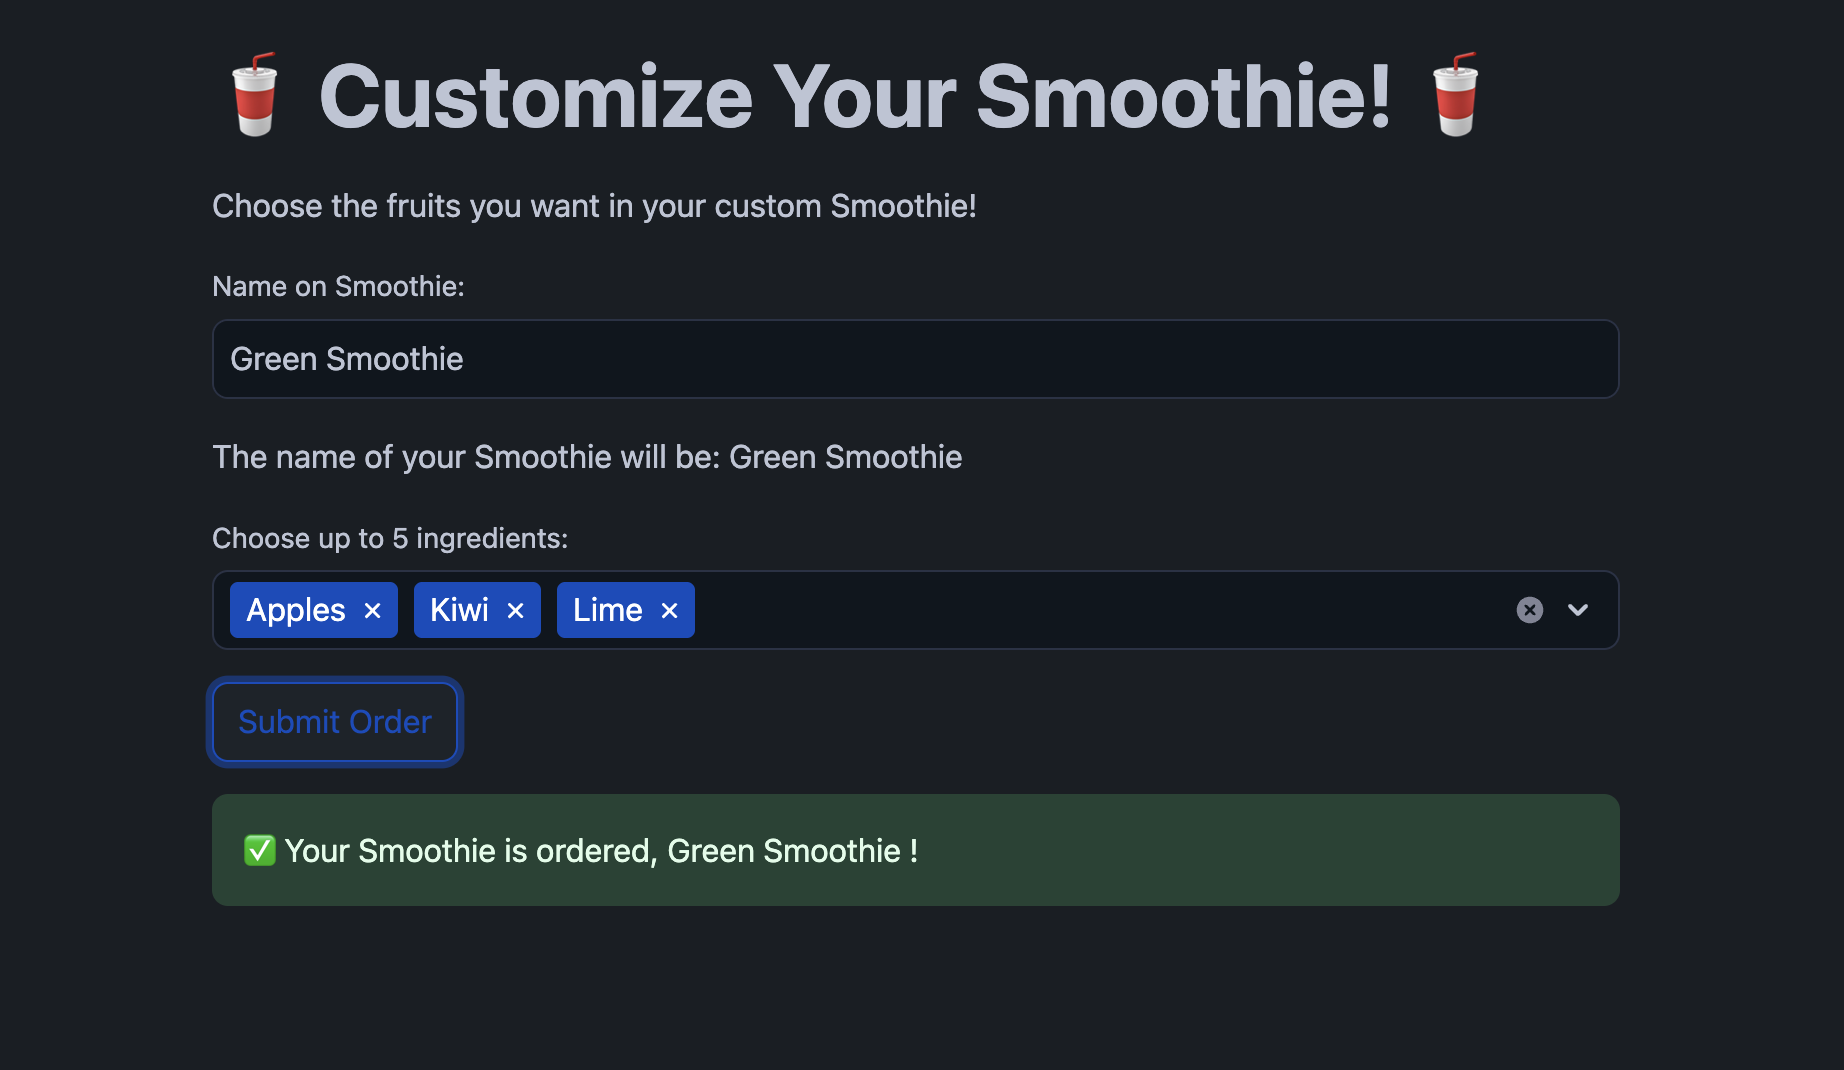 Customize Your Smoothie!
Choose the fruits you want in your custom Smoothie!
Name on Smoothie:
Green Smoothie
The name of your Smoothie will be: Green Smoothie
Choose up to 5 ingredients:
Apples Kiwi Lime
Submit Order
Your Smoothie is ordered, Green Smoothie !